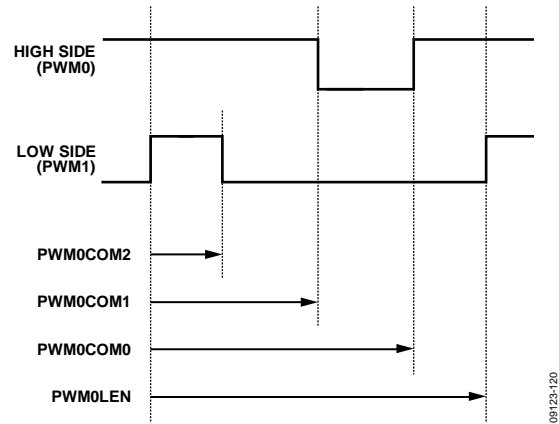 HIGH SIDE
(PWM0)
LOW SIDE
(PWM1)
PWM0COM2
PWM0COM1
PWM0COM0
PWM0LEN
09123-120